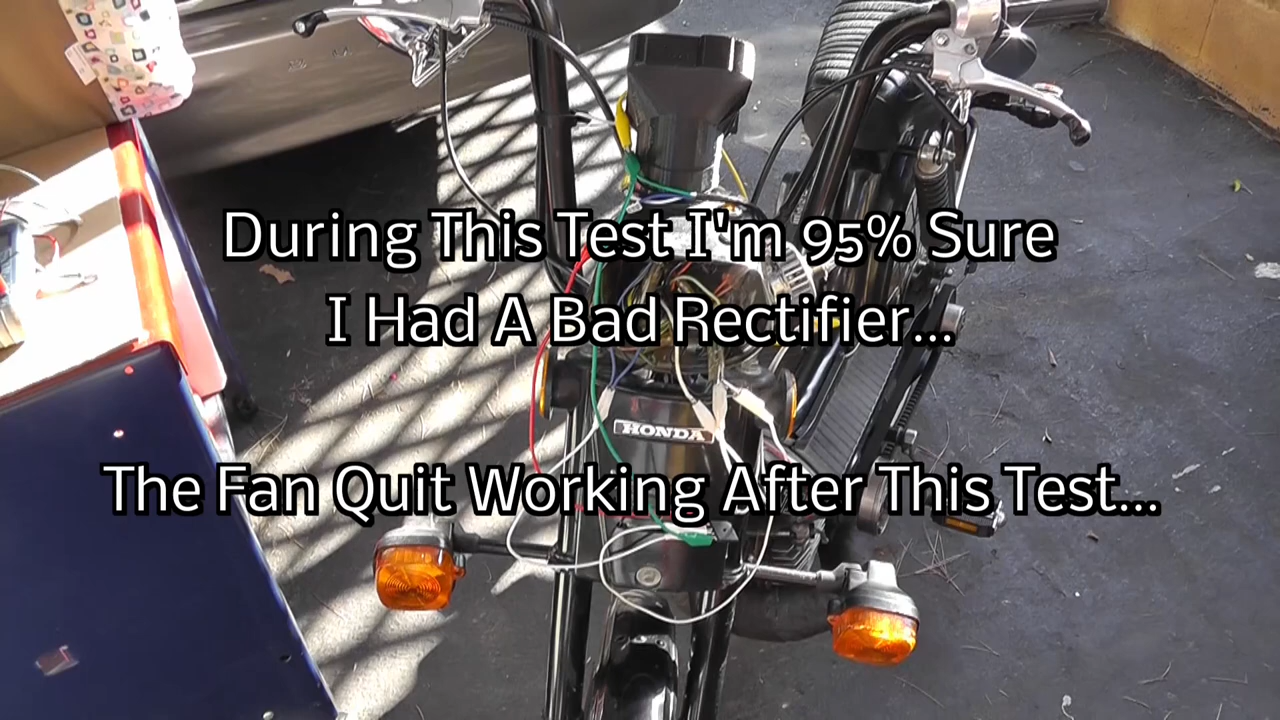 During This Test I'm 95% Sure
I Had A Bad Rectifier...
HONDA
The Fan Quit Working After This Test...